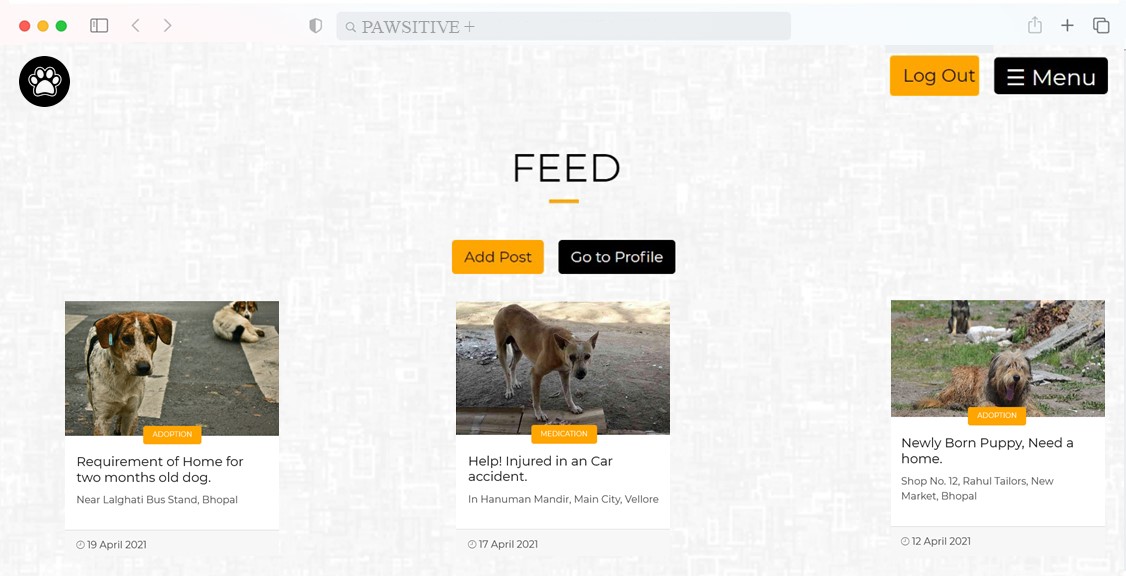 PAWSITIVE +
Log Out
☰ Menu
FEED
Add Post
Go to Profile
ADOPTION
Requirement of Home for
two months old dog.
Near Lalghati Bus Stand, Bhopal
19 April 2021
MEDICATION
Help! Injured in an Car
accident.
In Hanuman Mandir, Main City, Vellore
17 April 2021
ADOPTION
Newly Born Puppy, Need a
home.
Shop No. 12, Rahul Tailors, New
Market, Bhopal
12 April 2021